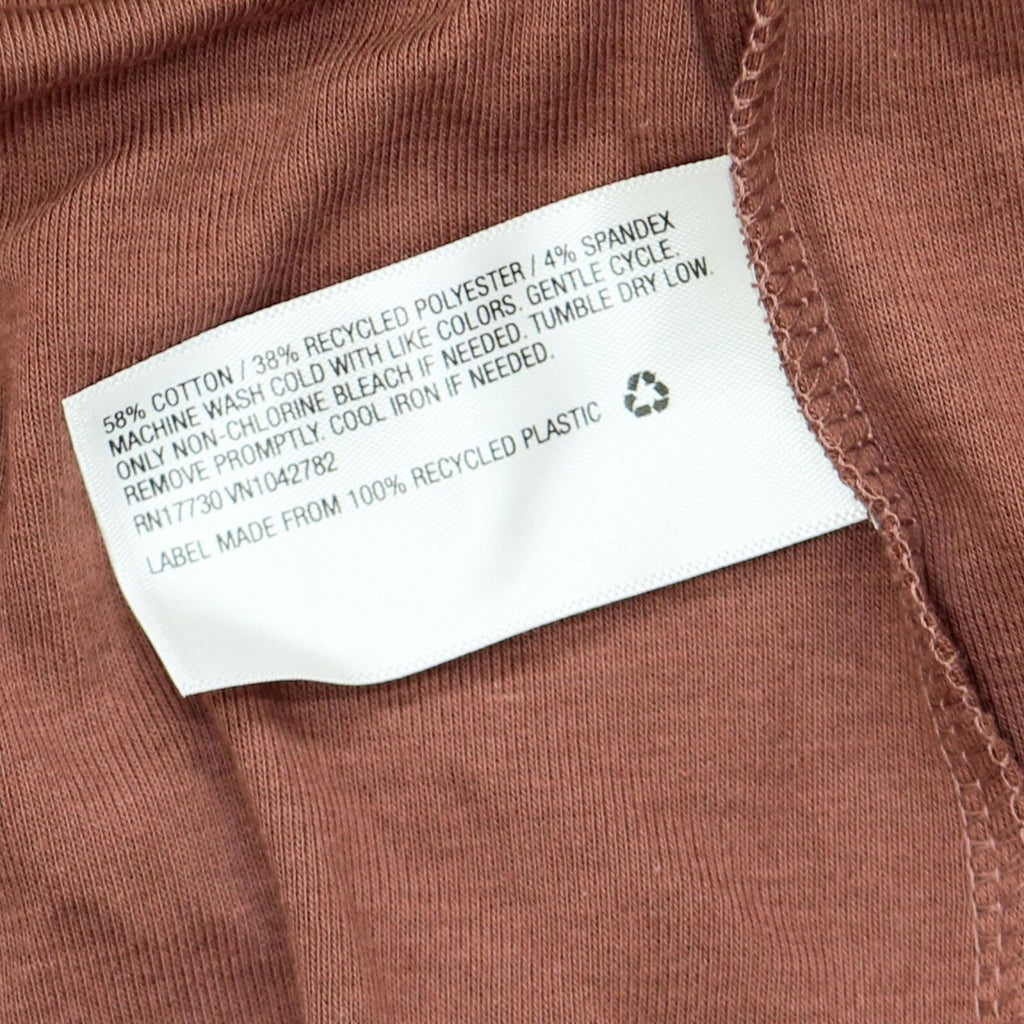 58% COTTON / 38% RECYCLED POLYESTER / 4% SPANDEX
MACHINE WASH COLD WITH LIKE COLORS. GENTLE CYCLE.
ONLY NON-CHLORINE BLEACH IF NEEDED. TUMBLE DRY LOW.
REMOVE PROMPTLY. COOL IRON IF NEEDED.
RN17730 VN1042782
LABEL MADE FROM 100% RECYCLED PLASTIC